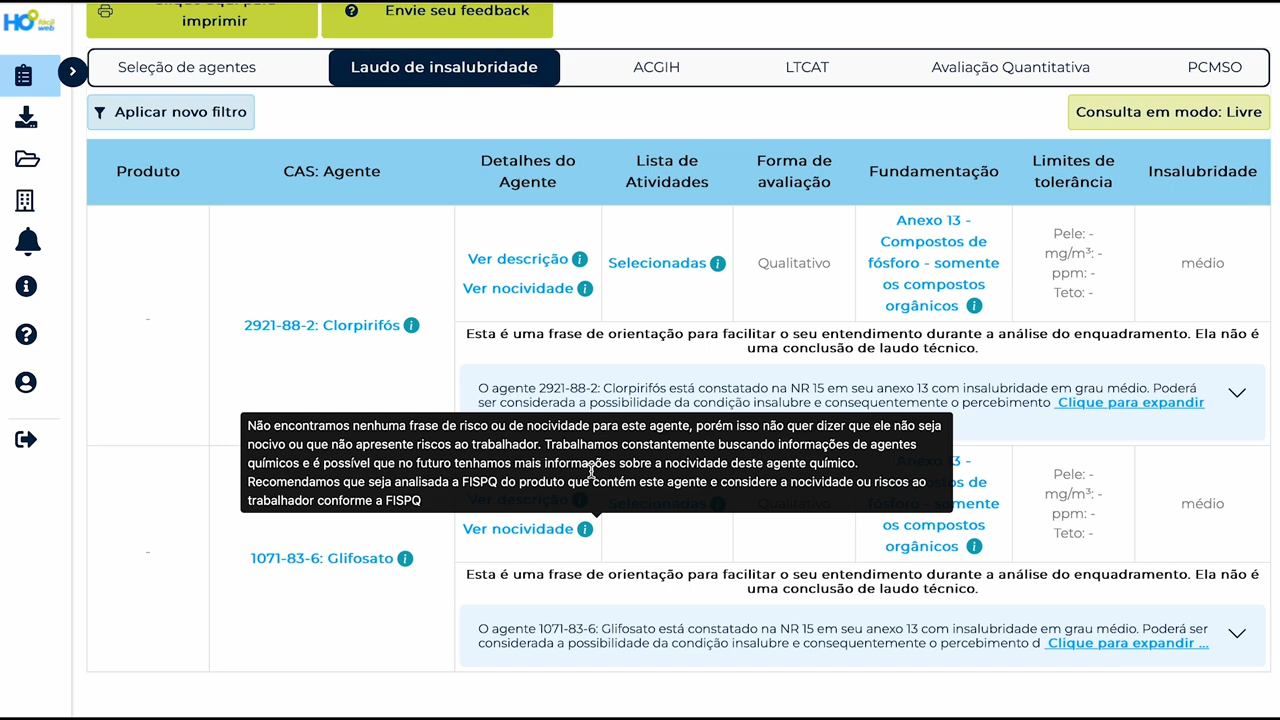 HO fácil web
imprimir
Envie seu feedback
Seleção de agentes
Laudo de insalubridade
ACGIH
LTCAT
Avaliação Quantitativa
PCMSO
Aplicar novo filtro
Consulta em modo: Livre
Produto
CAS: Agente
Detalhes do
Agente
Lista de
Atividades
Forma de
avaliação
Fundamentação
Limites de
tolerância
Insalubridade
-
2921-88-2: Clorpirifós
Ver descrição
Ver nocividade
Selecionadas
Qualitativo
Anexo 13 -
Compostos de
fósforo - somente
os compostos
orgânicos
Pele: -
mg/m³: -
ppm: -
Teto: -
médio
Esta é uma frase de orientação para facilitar o seu entendimento durante a análise do enquadramento. Ela não é
uma conclusão de laudo técnico.
O agente 2921-88-2: Clorpirifós está constatado na NR 15 em seu anexo 13 com insalubridade em grau médio. Poderá
ser considerada a possibilidade da condição insalubre e consequentemente o percebimento Clique para expandir
Não encontramos nenhuma frase de risco ou de nocividade para este agente, porém isso não quer dizer que ele não seja
nocivo ou que não apresente riscos ao trabalhador. Trabalhamos constantemente buscando informações de agentes
químicos e é possível que no futuro tenhamos mais informações sobre a nocividade deste agente químico.
Recomendamos que seja analisada a FISPQ do produto que contém este agente e considere a nocividade ou riscos ao
trabalhador conforme a FISPQ
-
1071-83-6: Glifosato
Ver descrição
Ver nocividade
Selecionadas
Qualitativo
13 -
os de
omente
os compostos
orgânicos
Pele: -
mg/m³: -
ppm: -
Teto: -
médio
Esta é uma frase de orientação para facilitar o seu entendimento durante a análise do enquadramento. Ela não é
uma conclusão de laudo técnico.
O agente 1071-83-6: Glifosato está constatado na NR 15 em seu anexo 13 com insalubridade em grau médio. Poderá ser
considerada a possibilidade da condição insalubre e consequentemente o percebimento d Clique para expandir ...